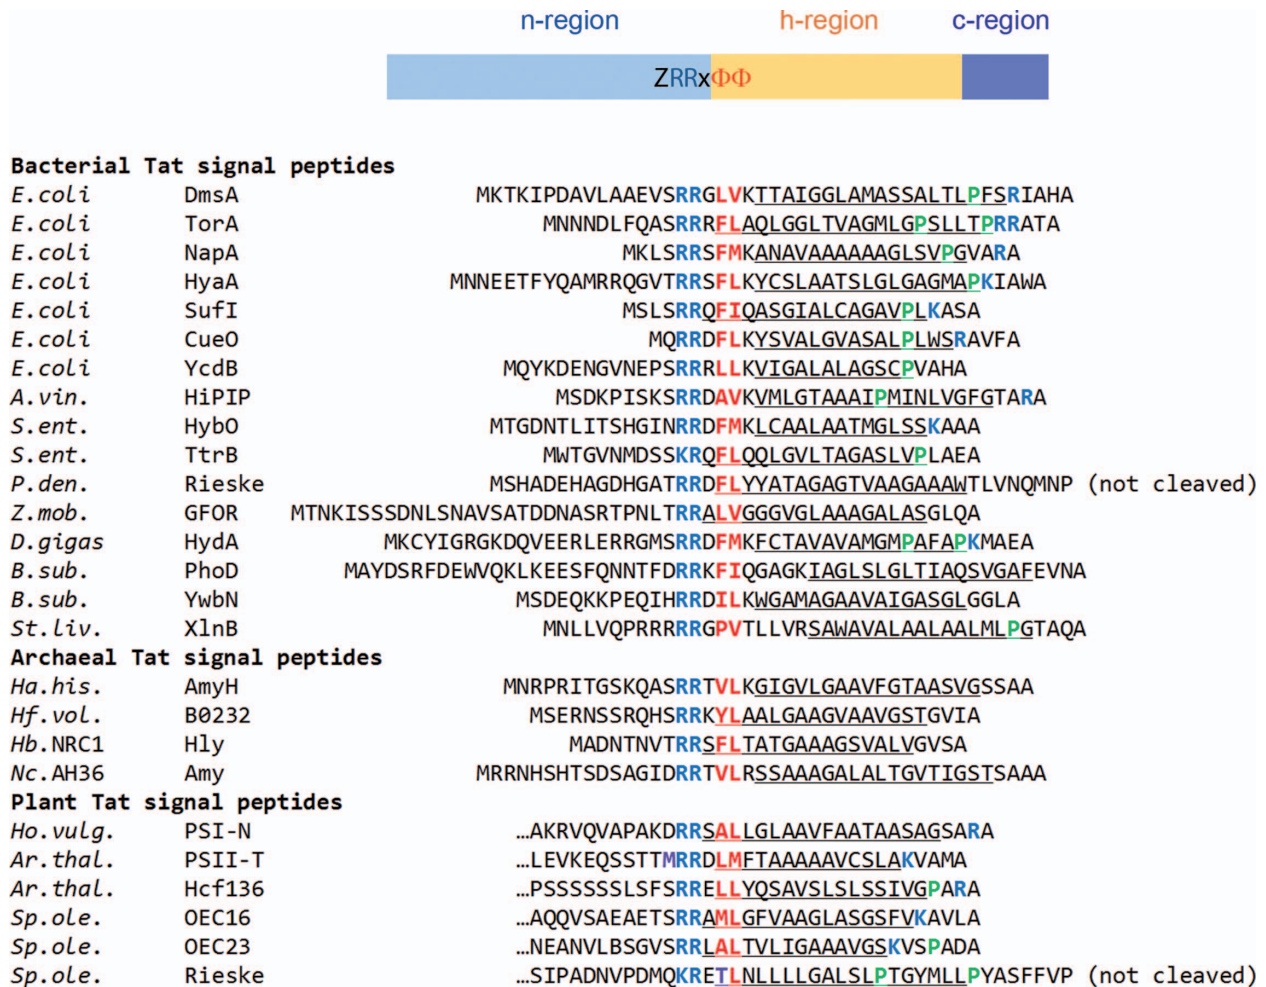 n-region h-region c-region
ZRRxΦΦ
Bacterial Tat signal peptides
E.coli DmsA MKTKIPDAVLAAEVSRRGLVKTTAIGGLAMASSALTLPFSRIAHA
E.coli TorA MNNNDLFQASRRRFLAQLGGLTVAGMLGPSLLTPRRATA
E.coli NapA MKLSRRSFMKANAVAAAAAAAGLSVPGVARA
E.coli HyaA MNNEETFYQAMRRQGVTRRSFLKYCSLAATSLGLGAGMAPKIAWA
E.coli SufI MSLSRRQFIQASGIALCAGAVPLKASA
E.coli CueO MQRRDFLKYSVALGVASALPLWSRAVFA
E.coli YcdB MQYKDENGVNEPSRRRLLKVIGALALAGSCPVAHA
A.vin. HiPIP MSDKPISKSRRDAVKVMLGTAAAIPMINLVGFGTARA
S.ent. HybO MTGDNTLITSHGINRRDFMKLCAALAATMGLSSKAAA
S.ent. TtrB MWTGVNMDSSKRQFLQQLGVLTAGASLVPLAEA
P.den. Rieske MSHADEHAGDHGATRRDFLYYATAGAGTVAAGAAAWTLVNQMNP (not cleaved)
Z.mob. GFOR MTNKISSSDNLSNAVSATDDNASRTPNLTRRALVGGGVGLAAAGALASGLQA
D.gigas HydA MKCYIGRGKDQVEERLERRGMSRRDFMKFCTAVAVAMGMPAFAPKMAEA
B.sub. PhoD MAYDSRFDEWVQKLKEESFQNNTFDRRKFIQGAGKIAGLSLGLTIAQSVGAFEVNA
B.sub. YwbN MSDEQKKPEQIHRRDILKWGAMAGAAVAIGASGLGGLA
St.liv. XlnB MNLLVQPRRRRRGPVTLLVRSAWAVALAALAALMLPGTAQA
Archaeal Tat signal peptides
Ha.his. AmyH MNRPRITGSKQASRRTVLKGIGVLGAAVFGTAASVGSSAA
Hf.vol. B0232 MSERNSSRQHSRRKYLAALGAAGVAAVGSTGVIA
Hb.NRC1 Hly MADNTNVTRRSFLTATGAAAGSVALVGVSA
Nc.AH36 Amy MRRNHSHTSDSAGIDRRTVLRSSAAAGALALTGVTIGSTSAAA
Plant Tat signal peptides
Ho.vulg. PSI-N …AKRVQVAPAKDRRSALLGLAAVFAATAASAGSARA
Ar.thal. PSII-T …LEVKEQSSTTMRRDLMFTAAAAAVCSLAKVAMA
Ar.thal. Hcf136 …PSSSSSSLSFSRRELLYQSAVSLSLSSIVGPARA
Sp.ole. OEC16 …AQQVSAEAETSRRAMLGFVAAGLASGSFVKAVLA
Sp.ole. OEC23 …NEANVLBSGVSRRLALTVLIGAAAVGSKVSPADA
Sp.ole. Rieske …SIPADNVPDMQKRETLNLLLLGALSLPTGYMLLPYASFFVP (not cleaved)